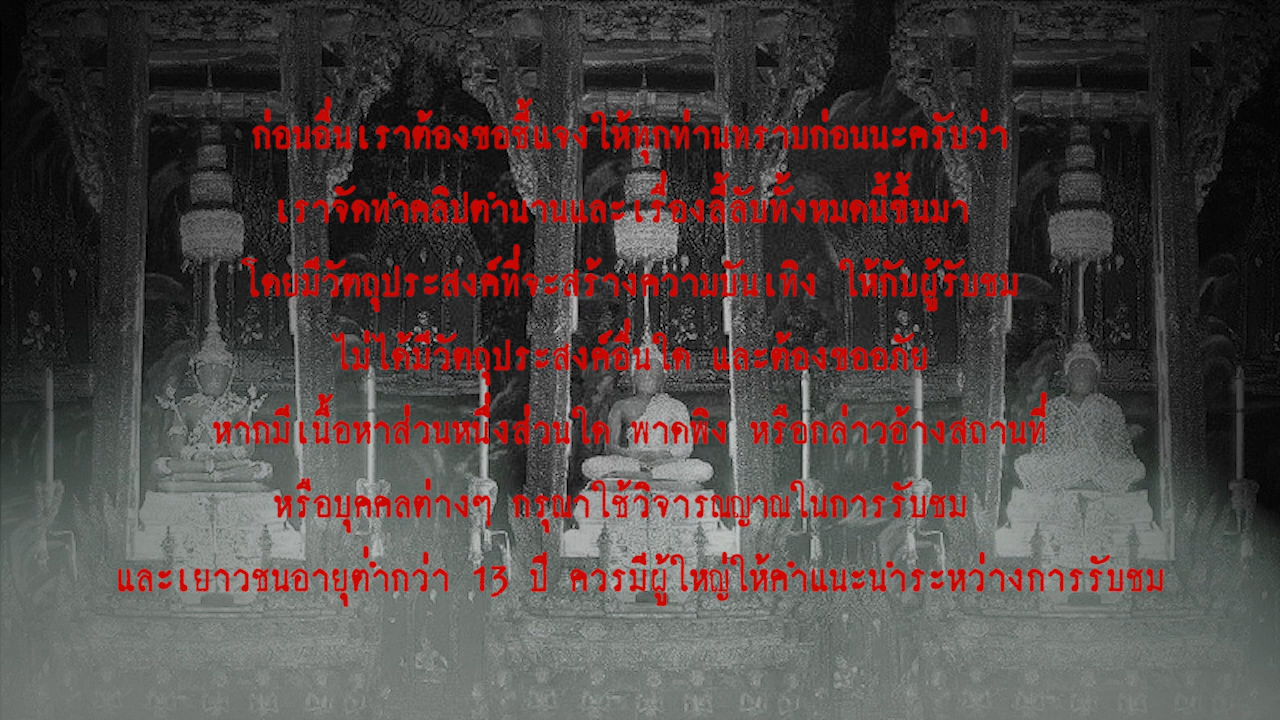 ก่อนอื่นเราต้องขอชี้แจงให้ทุกท่านทราบก่อนนะครับว่า
เราจัดทำคลิปตำนานและเรื่องลี้ลับทั้งหมดนี้ขึ้นมา
โดยมีวัตถุประสงค์ที่จะสร้างความบันเทิง ให้กับผู้รับชม
ไม่ได้มีวัตถุประสงค์อื่นใด และต้องขออภัย
หากมีเนื้อหาส่วนหนึ่งส่วนใด พาดพิง หรือกล่าวอ้างสถานที่
หรือบุคคลต่างๆ กรุณาใช้วิจารณญาณในการรับชม
และเยาวชนอายุต่ำกว่า 13 ปี ควรมีผู้ใหญ่ให้คำแนะนำระหว่างการรับชม